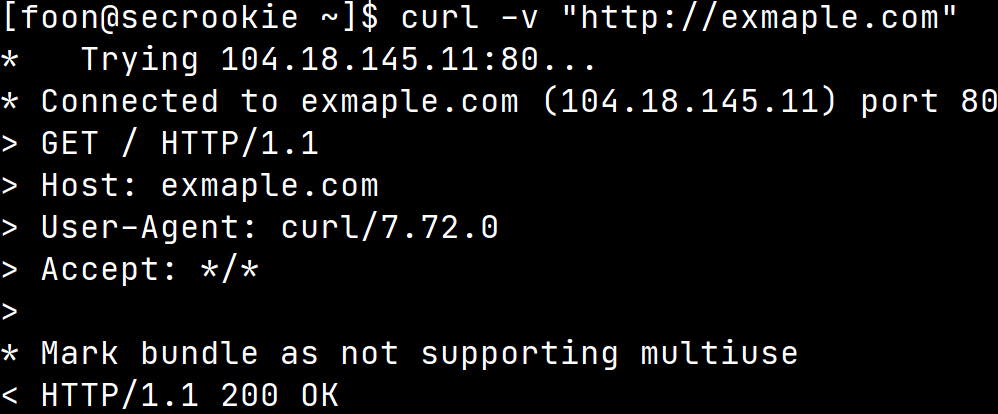 [foon@secrookie ~]$ curl -v "http://exmaple.com"
*   Trying 104.18.145.11:80...
* Connected to exmaple.com (104.18.145.11) port 80
> GET / HTTP/1.1
> Host: exmaple.com
> User-Agent: curl/7.72.0
> Accept: */*
>
* Mark bundle as not supporting multiuse
< HTTP/1.1 200 OK